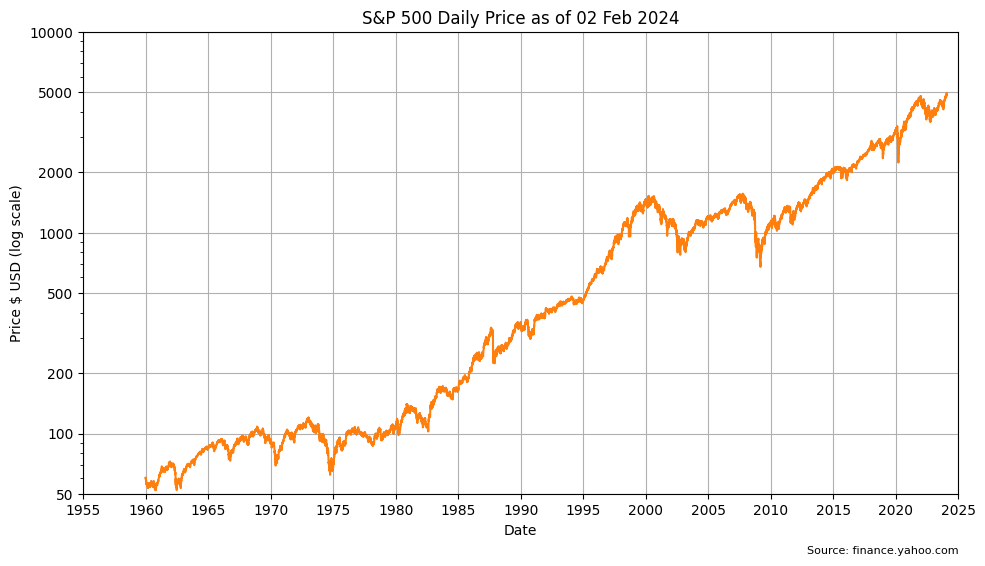 S&P 500 Daily Price as of 02 Feb 2024
10000
5000
2000
1000
500
200
100
50
Price $ USD (log scale)
1955 1960 1965 1970 1975 1980 1985 1990 1995 2000 2005 2010 2015 2020 2025
Date
Source: finance.yahoo.com